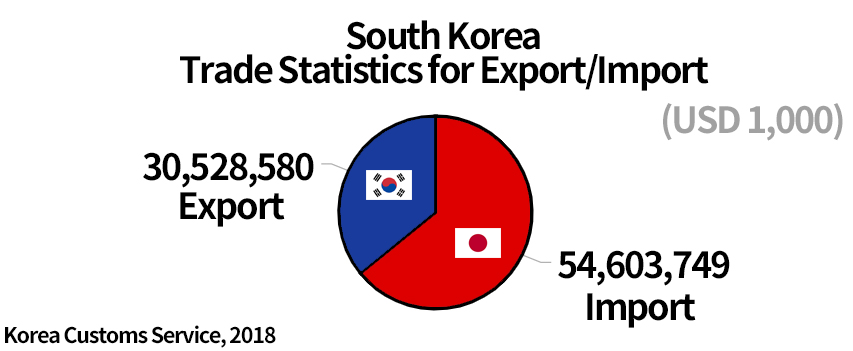 South Korea
Trade Statistics for Export/Import
(USD 1,000)
30,528,580
Export
54,603,749
Import
Korea Customs Service, 2018